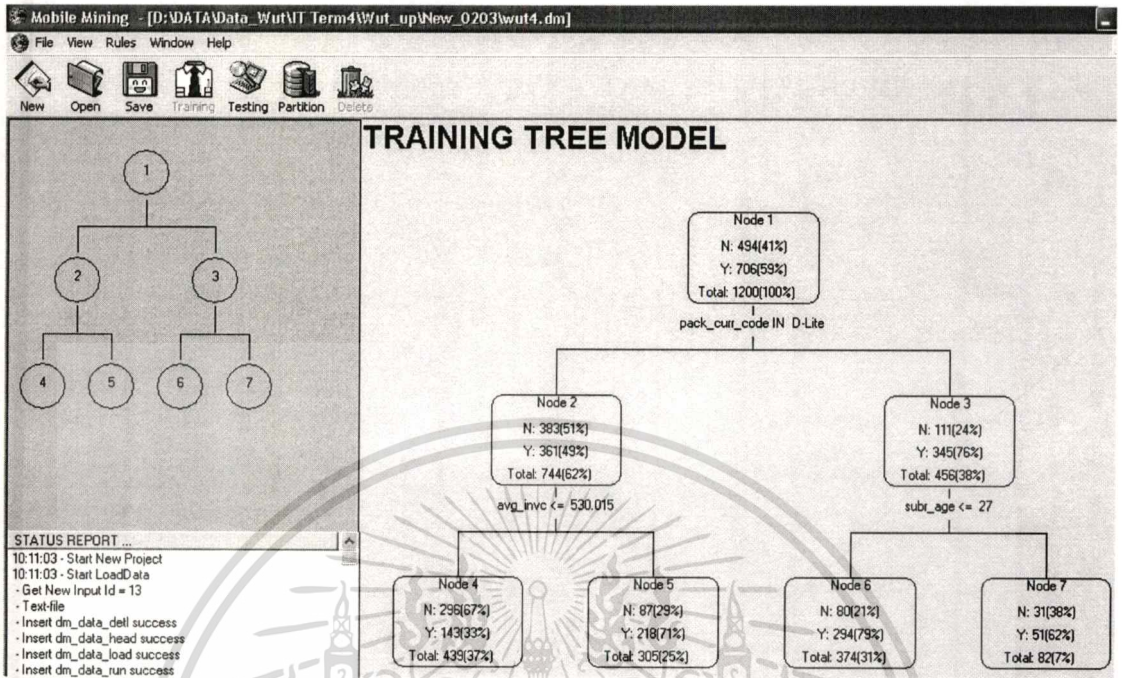 Mobile Mining - [D:\DATA\Data_Wut\IT Term4\Wut_up\New_0203\wut4.dm]
File View Rules Window Help
New Open Save Training Testing Partition Delete
1
2 3
4 5 6 7
TRAINING TREE MODEL
Node 1
N: 494(41%)
Y: 706(59%)
Total: 1200(100%)
pack_curr_code IN D-Lite
Node 2
N: 383(51%)
Y: 361(49%)
Total: 744(62%)
avg_invc <= 530.015
Node 3
N: 111(24%)
Y: 345(76%)
Total: 456(38%)
subr_age <= 27
Node 4
N: 296(67%)
Y: 143(33%)
Total: 439(37%)
Node 5
N: 87(29%)
Y: 218(71%)
Total: 305(25%)
Node 6
N: 80(21%)
Y: 294(79%)
Total: 374(31%)
Node 7
N: 31(38%)
Y: 51(62%)
Total: 82(7%)
STATUS REPORT ...
10:11:03 - Start New Project
10:11:03 - Start LoadData
- Get New Input Id = 13
- Text-file
- Insert dm_data_detl success
- Insert dm_data_head success
- Insert dm_data_load success
- Insert dm_data_run success